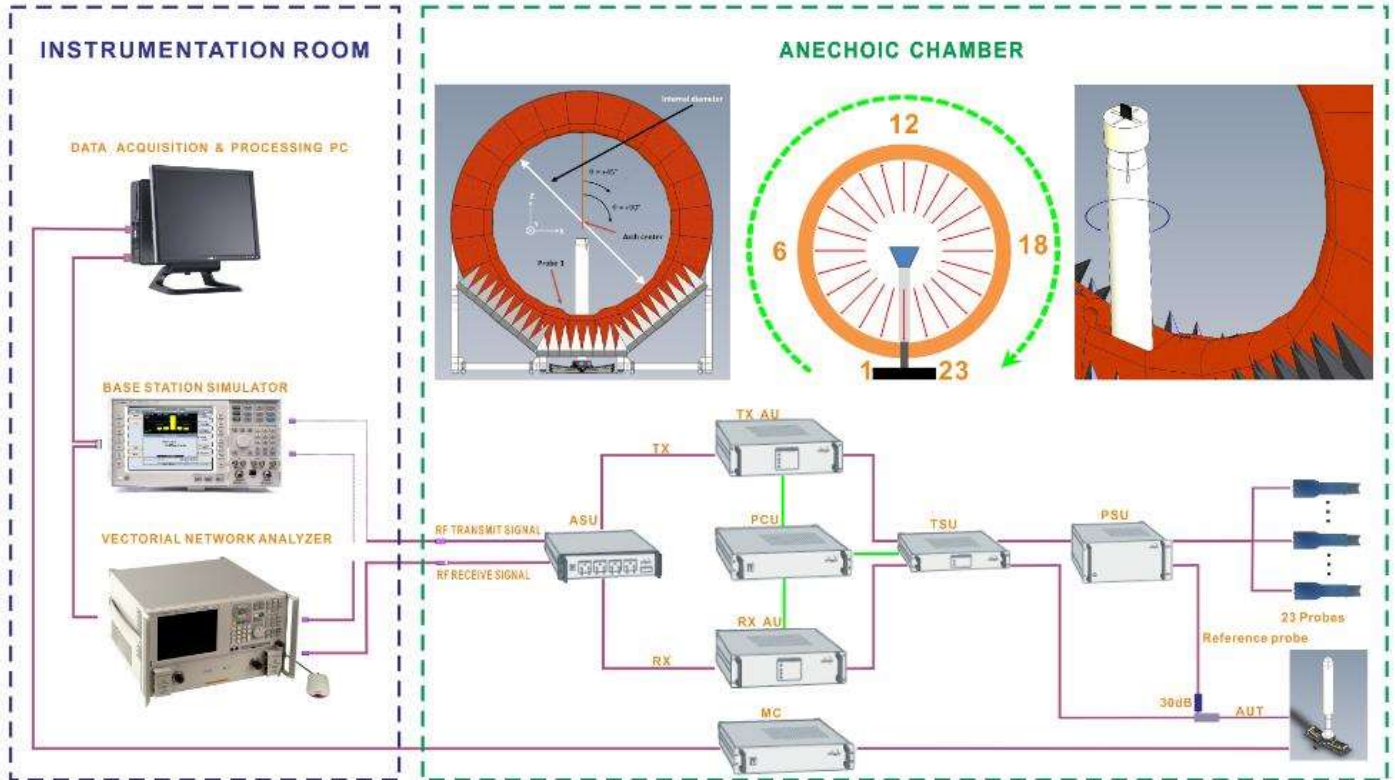 INSTRUMENTATION ROOM
DATA ACQUISITION & PROCESSING PC
BASE STATION SIMULATOR
VECTORIAL NETWORK ANALYZER
ANECHOIC CHAMBER
Internal diameter
Arch center
Probe 1
Z
X
12
6
18
1
23
TX AU
TX
ASU
PCU
TSU
PSU
RF TRANSMIT SIGNAL
RF RECEIVE SIGNAL
RX AU
RX
23 Probes
Reference probe
30dB
AUT
MC